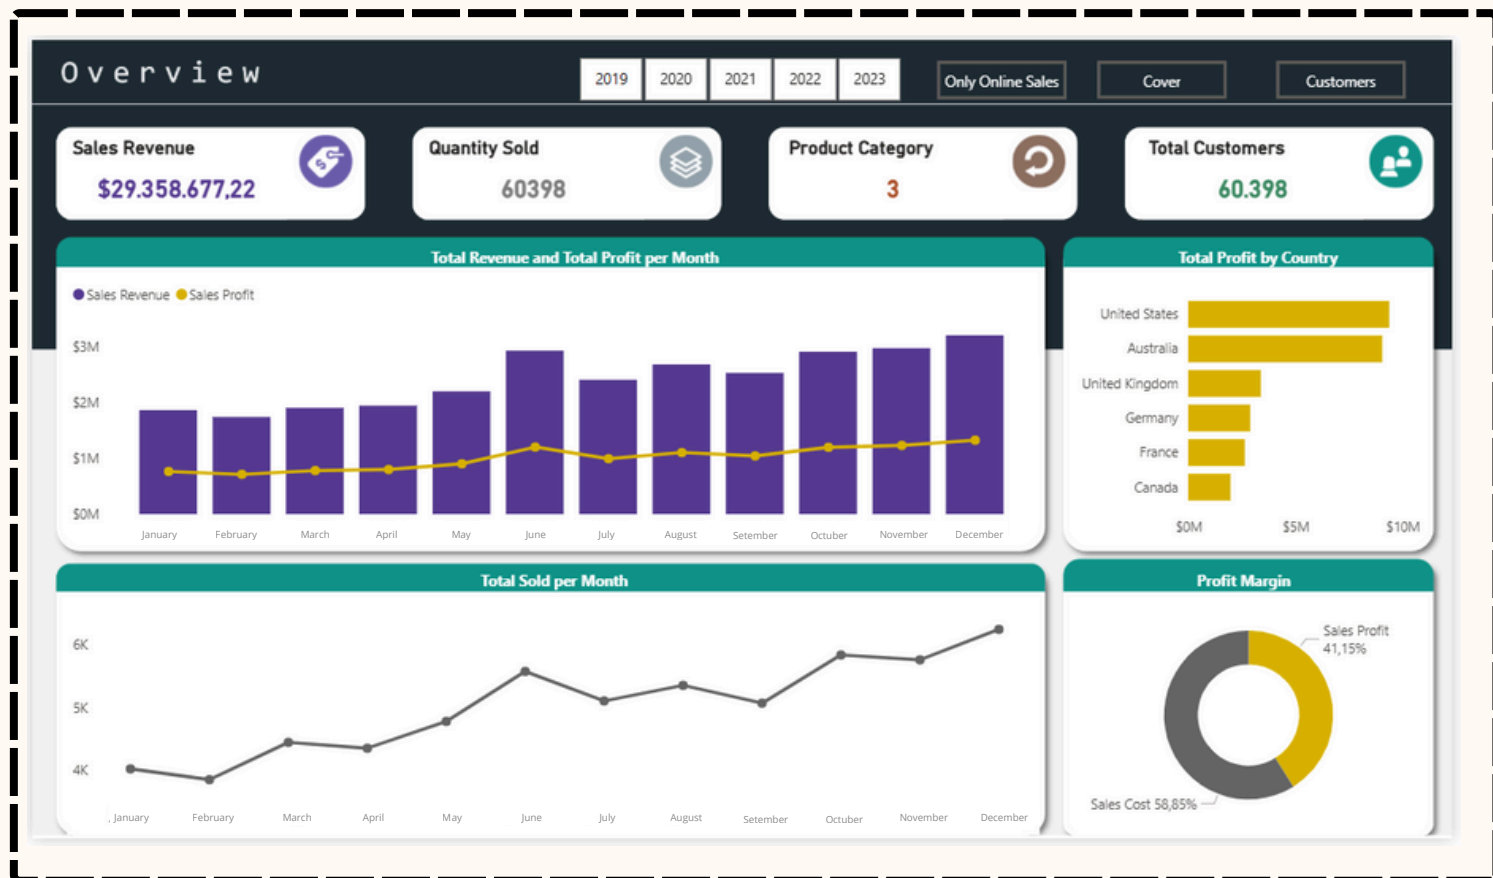 Overview
2019 2020 2021 2022 2023 Only Online Sales Cover Customers
Sales Revenue
$29.358.677,22
Quantity Sold
60398
Product Category
3
Total Customers
60.398
Total Revenue and Total Profit per Month
Sales Revenue Sales Profit
$3M
$2M
$1M
$0M
January February March April May June July August Setember Octuber November December
Total Profit by Country
United States
Australia
United Kingdom
Germany
France
Canada
$0M $5M $10M
Total Sold per Month
6K
5K
4K
January February March April May June July August Setember Octuber November December
Profit Margin
Sales Profit
41,15%
Sales Cost 58,85%